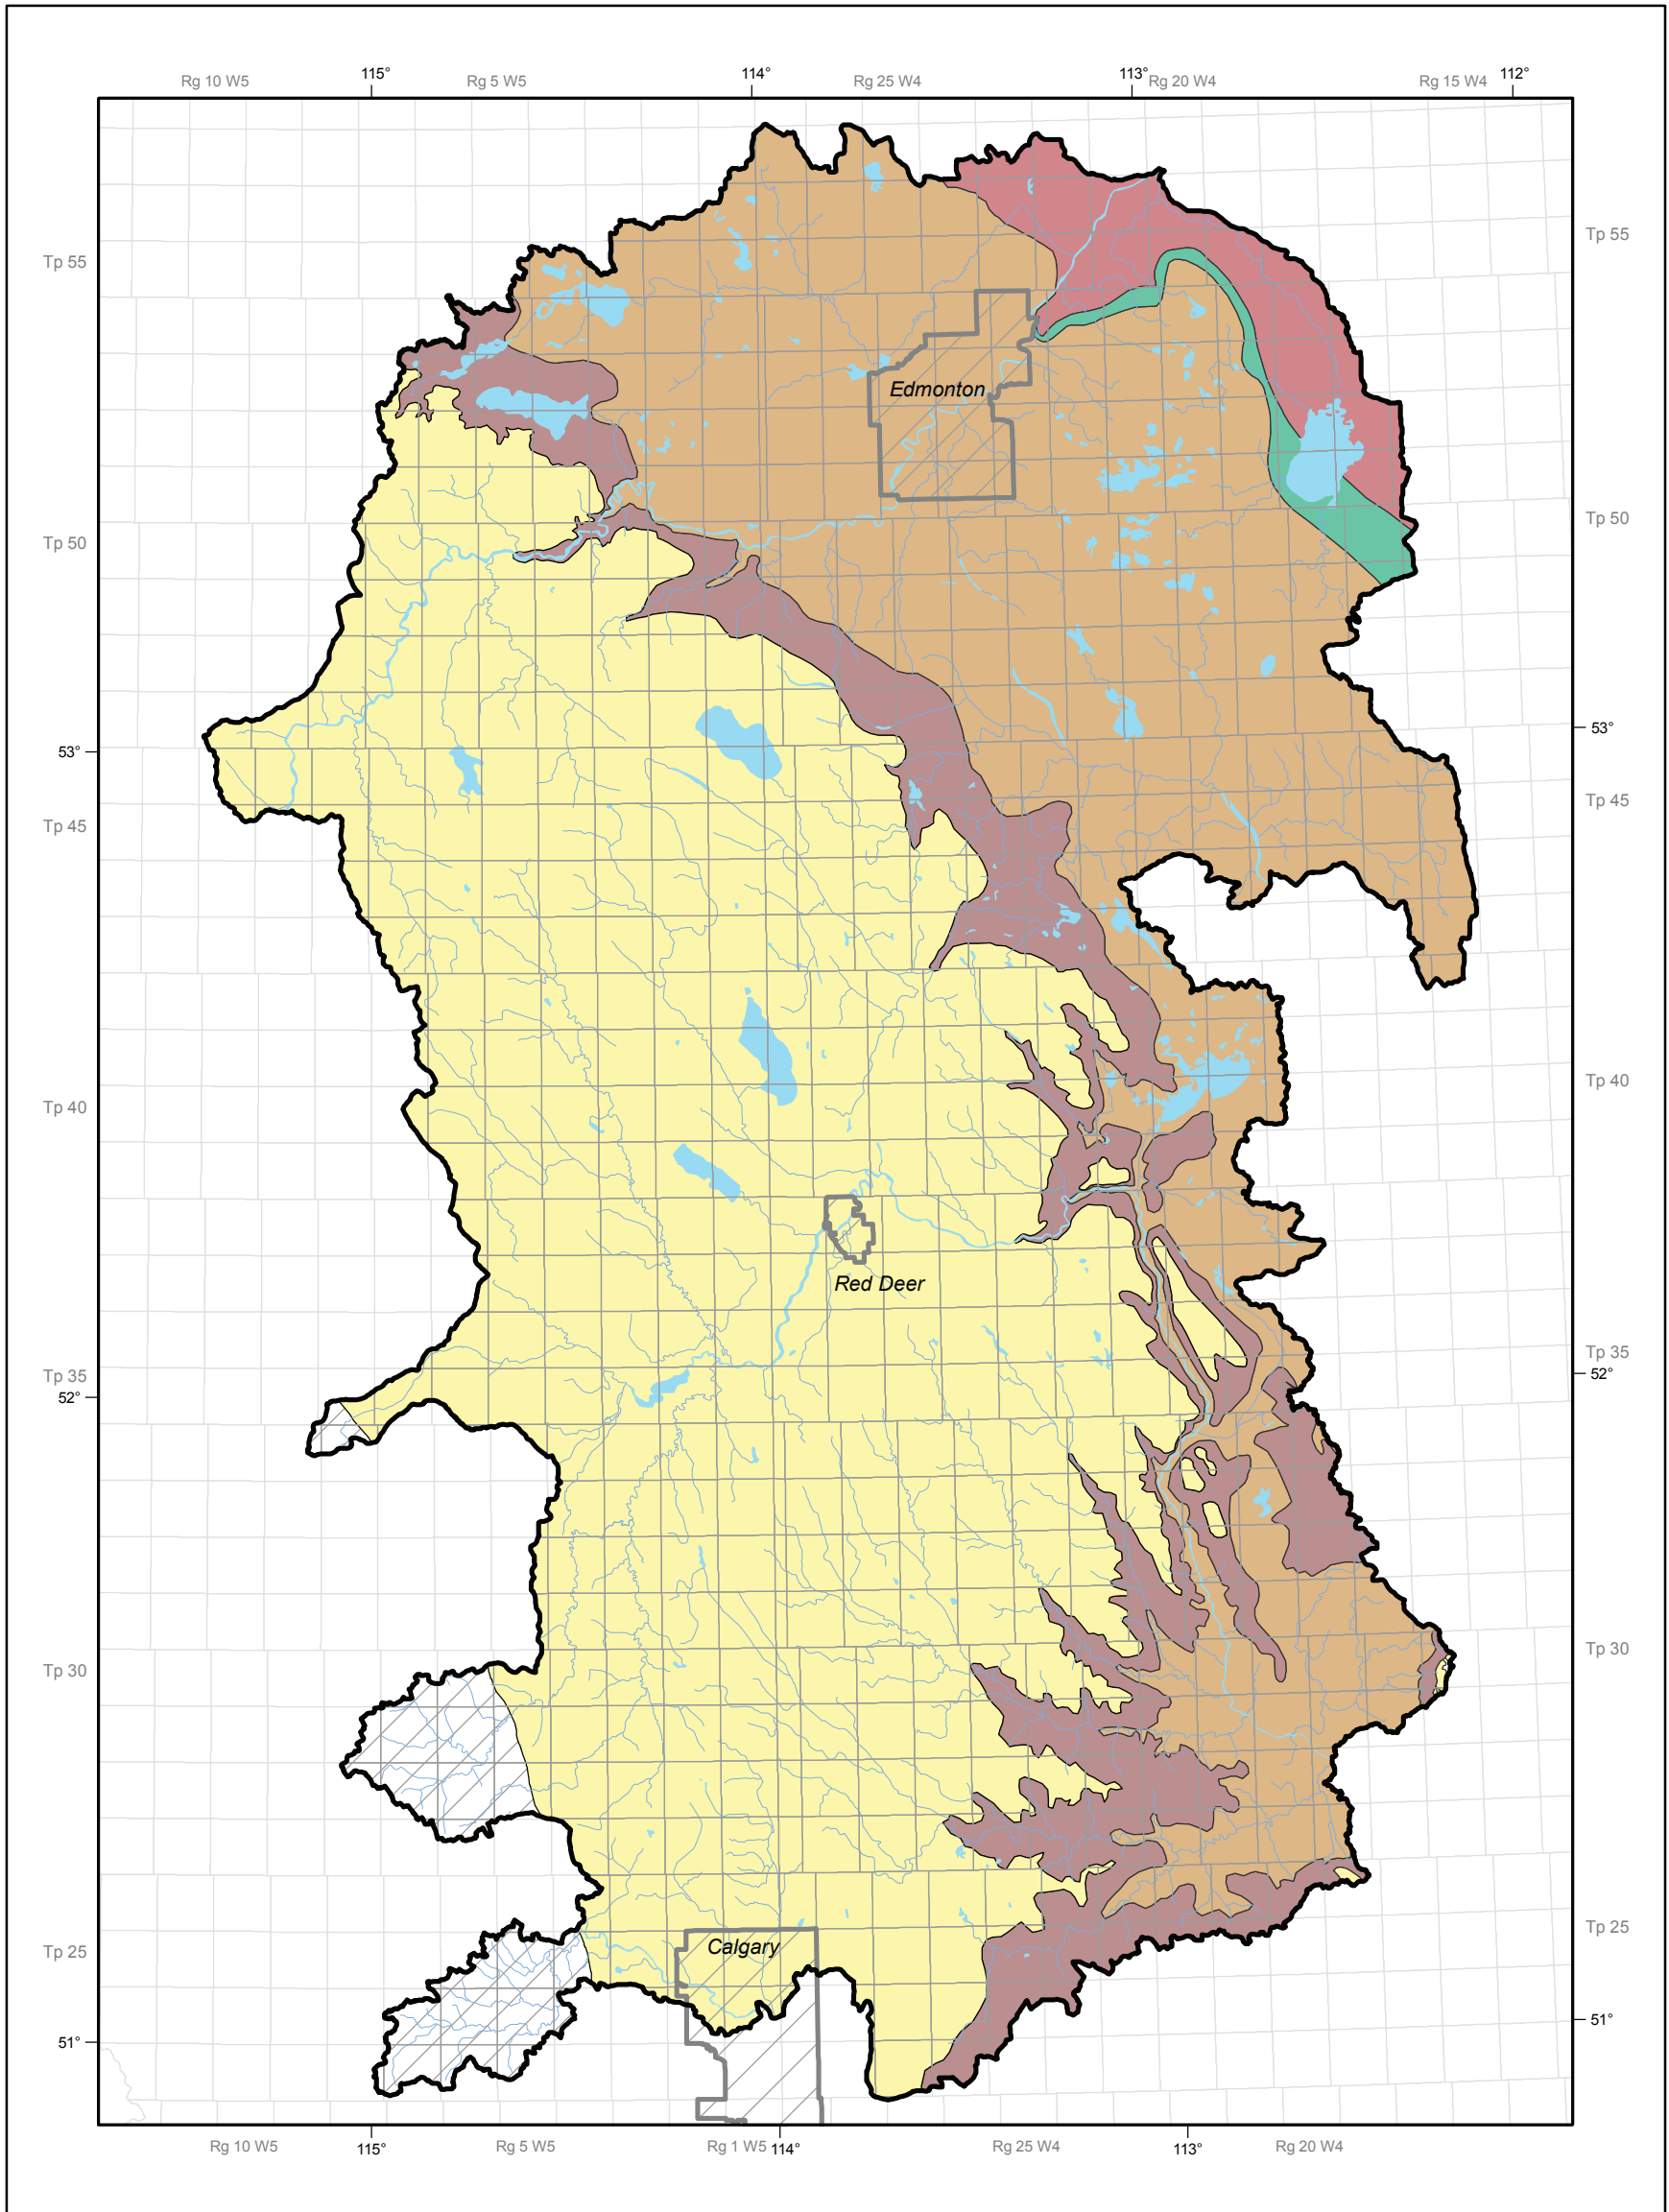 115° 114° 113° 112°
Rg 10 W5 Rg 5 W5 Rg 25 W4 Rg 20 W4 Rg 15 W4
Tp 55 Tp 55
Edmonton
Tp 50 Tp 50
53° 53°
Tp 45 Tp 45
Tp 40 Tp 40
Red Deer
Tp 35 Tp 35
52° 52°
Tp 30 Tp 30
Tp 25 Tp 25
Calgary
51° 51°
Rg 10 W5 115° Rg 5 W5 Rg 1 W5 114° Rg 25 W4 113° Rg 20 W4